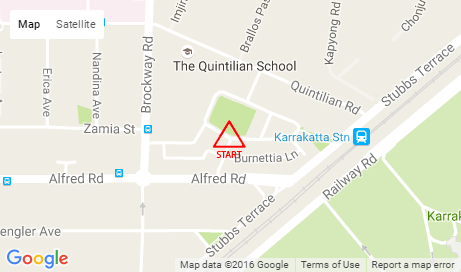 Map
Satellite
Imjin
Brallos Pas
Kapyong Rd
Chonju
Erica Ave
Nandina Ave
Brockway Rd
The Quintilian School
Quintilian Rd
Stubbs Terrace
Zamia St
Karrakatta Stn
START
Burnettia Ln
Alfred Rd
Alfred Rd
Railway Rd
Stubbs Terrace
Karrak
engler Ave
Google
Map data ©2016 Google
Terms of Use
Report a map error